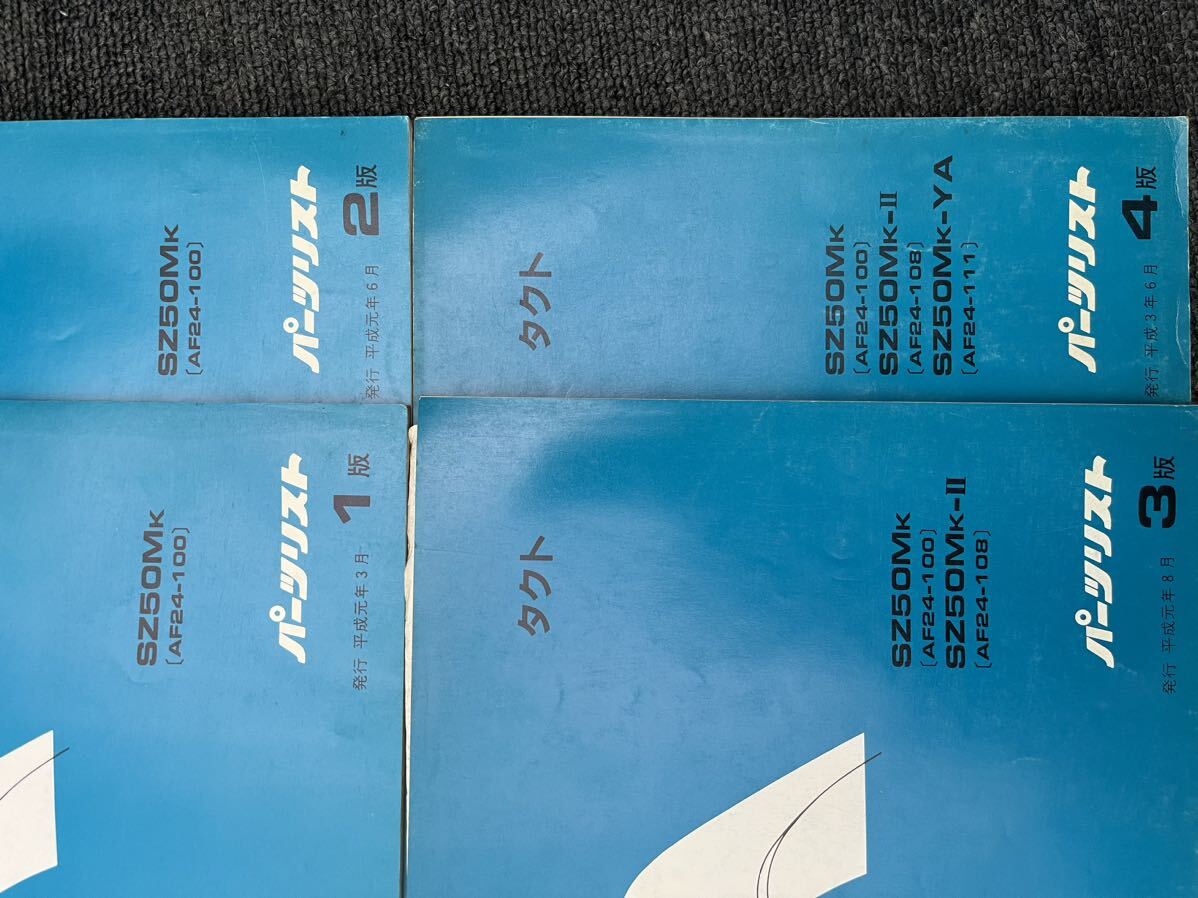 SZ50MK
〔AF24-100〕
パーツリスト
2版
発行 平成元年6月
タクト
SZ50MK
〔AF24-100〕
SZ50MK-II
〔AF24-108〕
SZ50MK-YA
〔AF24-111〕
パーツリスト
4版
発行 平成3年6月
SZ50MK
〔AF24-100〕
パーツリスト
1版
発行 平成元年3月
タクト
SZ50MK
〔AF24-100〕
SZ50MK-II
〔AF24-108〕
パーツリスト
3版
発行 平成元年8月